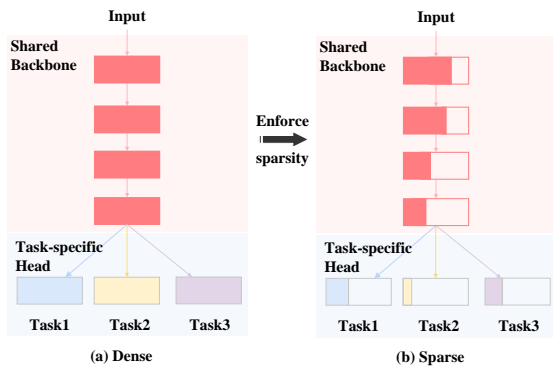 Input
Shared
Backbone
Task-specific
Head
Task1 Task2 Task3
(a) Dense
Enforce
sparsity
Input
Shared
Backbone
Task-specific
Head
Task1 Task2 Task3
(b) Sparse